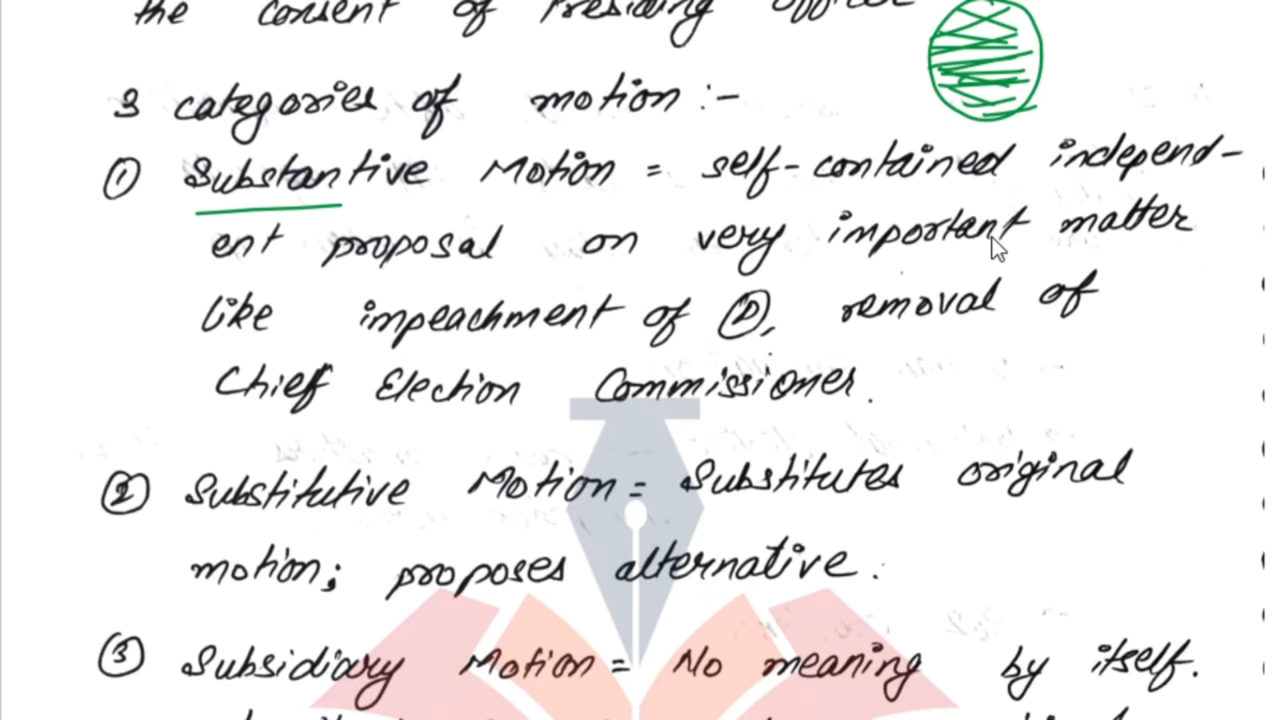 the consent of Presiding officer
3 categories of motion :-
① Substantive Motion = self-contained independ-
ent proposal on very important matter
like impeachment of Ⓟ, removal of
Chief Election Commissioner.
② Substitutive Motion = Substitutes original
motion; proposes alternative.
③ Subsidiary Motion = No meaning by itself.